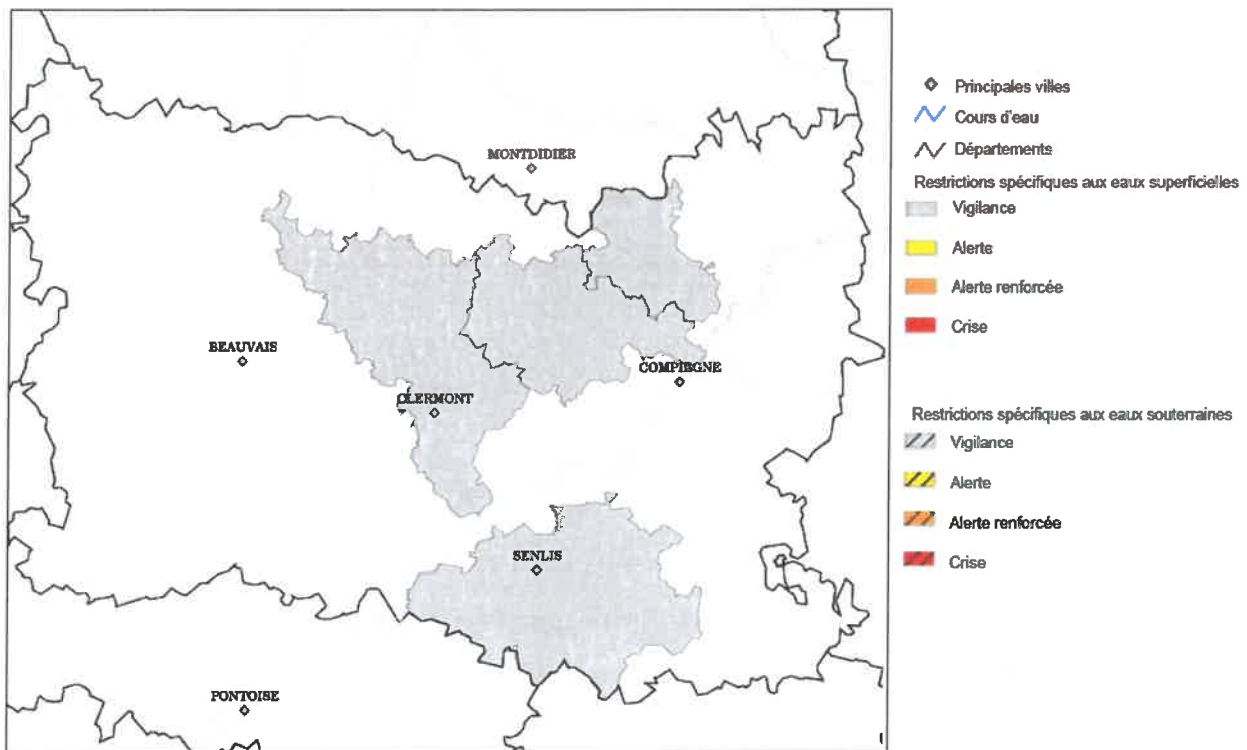 MONTDIDIER
BEAUVAIS
COMPIEGNE
CLERMONT
SENLIS
PONTOISE
Principales villes
Cours d'eau
Départements
Restrictions spécifiques aux eaux superficielles
Vigilance
Alerte
Alerte renforcée
Crise
Restrictions spécifiques aux eaux souterraines
Vigilance
Alerte
Alerte renforcée
Crise